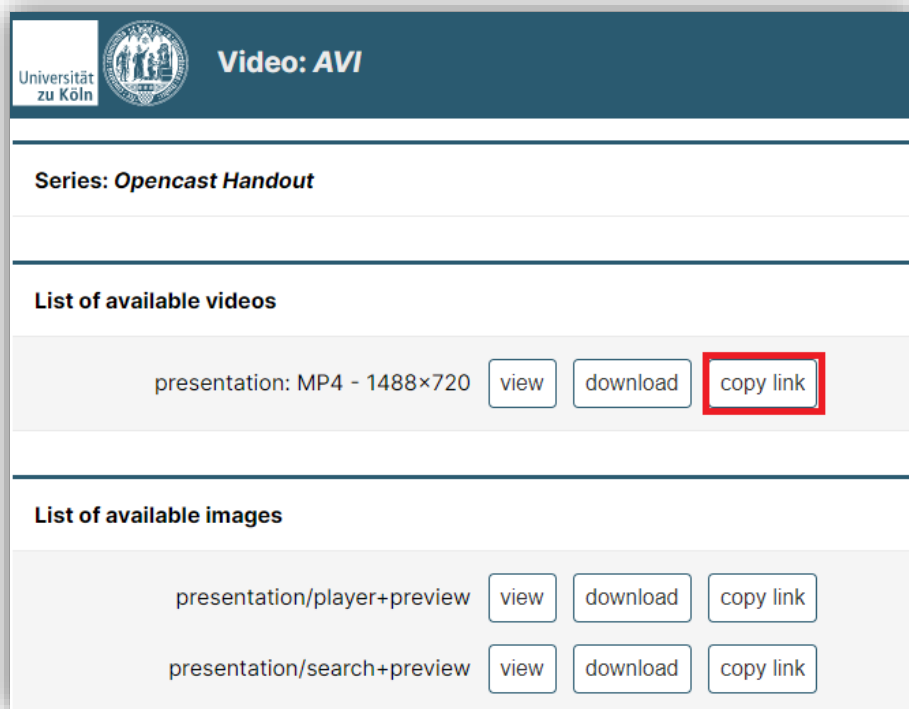 Universität
zu Köln
Video: AVI
Series: Opencast Handout
List of available videos
presentation: MP4 - 1488×720 view download copy link
List of available images
presentation/player+preview view download copy link
presentation/search+preview view download copy link